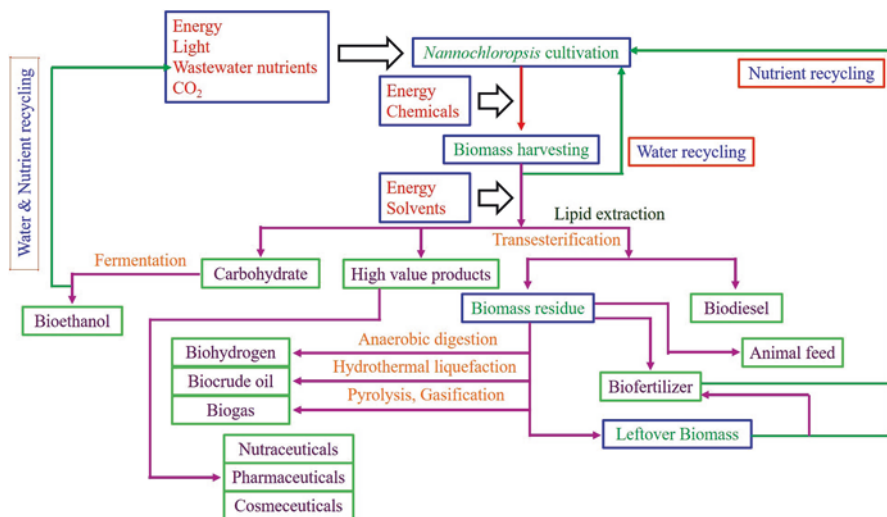 Energy
Light
Wastewater nutrients
CO₂
Nannochloropsis cultivation
Nutrient recycling
Energy
Chemicals
Water & Nutrient recycling
Biomass harvesting
Water recycling
Energy
Solvents
Lipid extraction
Transesterification
Fermentation
Carbohydrate
High value products
Bioethanol
Biomass residue
Biodiesel
Anaerobic digestion
Biohydrogen
Animal feed
Hydrothermal liquefaction
Biocrude oil
Biofertilizer
Pyrolysis, Gasification
Biogas
Leftover Biomass
Nutraceuticals
Pharmaceuticals
Cosmeceuticals